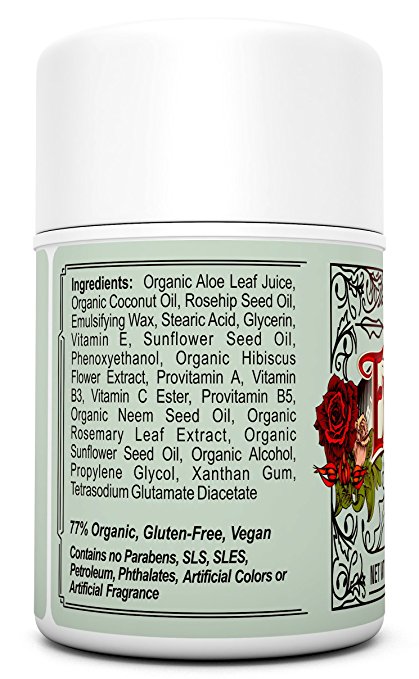 Ingredients: Organic Aloe Leaf Juice,
Organic Coconut Oil, Rosehip Seed Oil,
Emulsifying Wax, Stearic Acid, Glycerin,
Vitamin E, Sunflower Seed Oil,
Phenoxyethanol, Organic Hibiscus
Flower Extract, Provitamin A, Vitamin
B3, Vitamin C Ester, Provitamin B5,
Organic Neem Seed Oil, Organic
Rosemary Leaf Extract, Organic
Sunflower Seed Oil, Organic Alcohol,
Propylene Glycol, Xanthan Gum,
Tetrasodium Glutamate Diacetate
77% Organic, Gluten-Free, Vegan
Contains no Parabens, SLS, SLES,
Petroleum, Phthalates, Artificial Colors or
Artificial Fragrance
NET